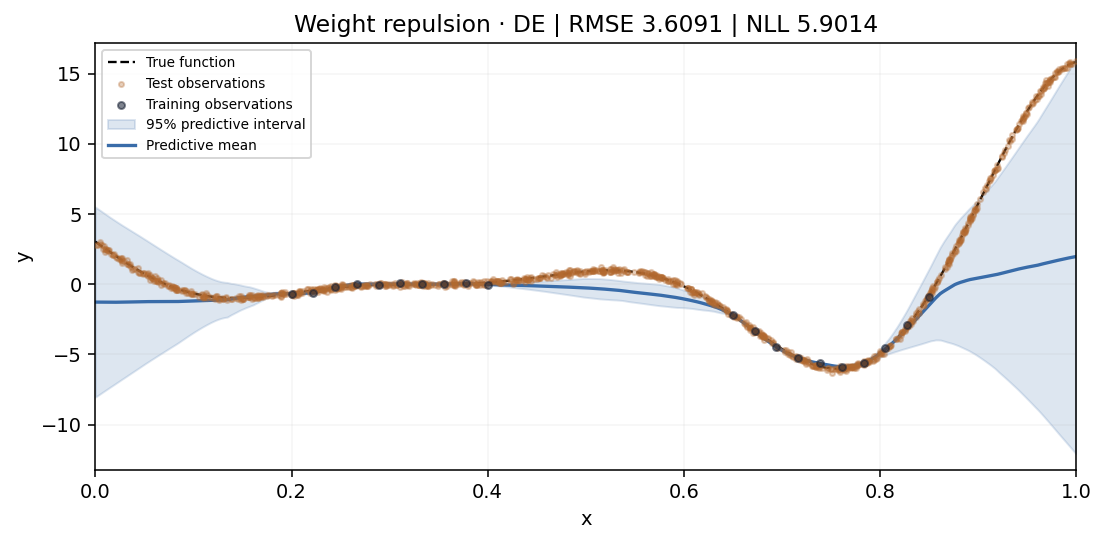 Weight repulsion · DE | RMSE 3.6091 | NLL 5.9014
True function
Test observations
Training observations
95% predictive interval
Predictive mean
y
15
10
5
0
−5
−10
0.0
0.2
0.4
0.6
0.8
1.0
x